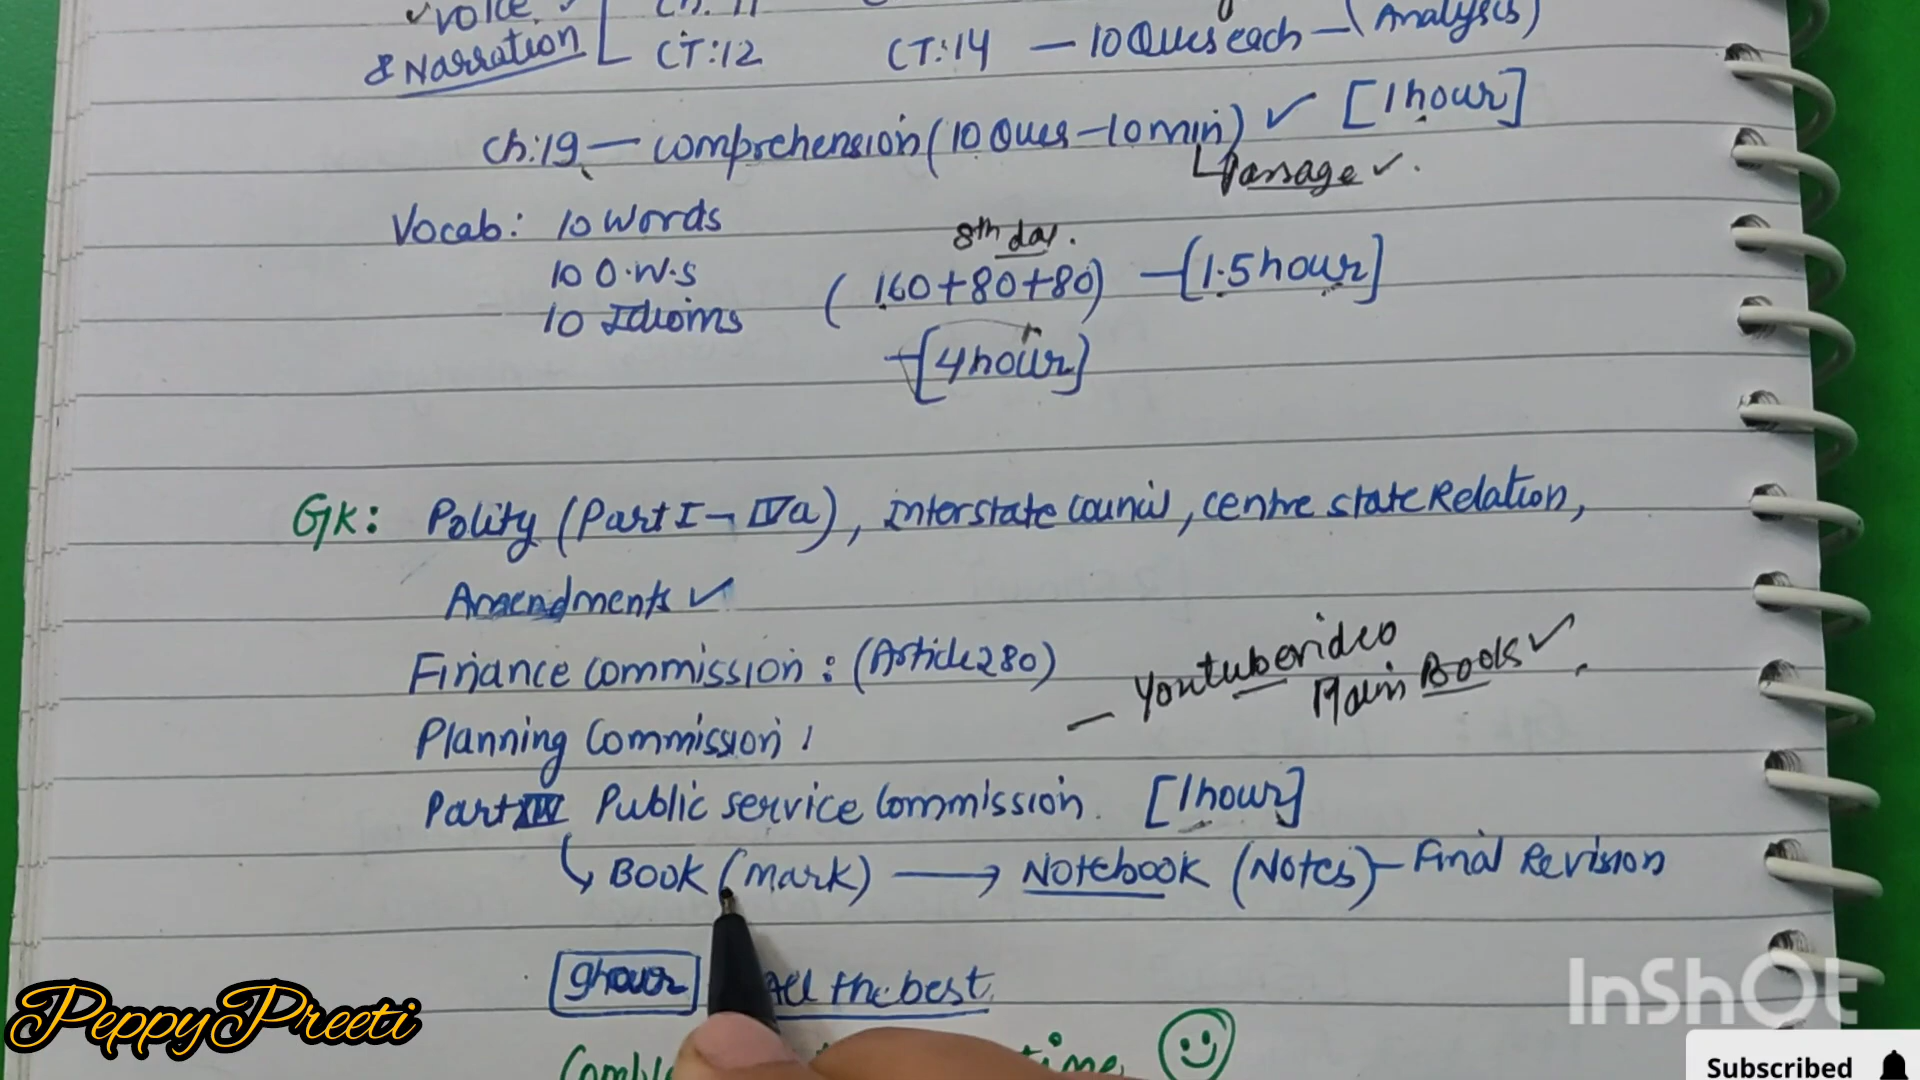 voice
& Narration
CT:12 CT:14 — 10 Ques each — (Analysis)
Ch:19 — comprehension (10 Ques - 10 min) ✓ [1 hour]
Passage ✓.
Vocab: 10 words
8th day.
10 O.W.S (160+80+80) — [1.5 hour]
10 Idioms
— [4 hour]
GK: Polity (Part I → IVa), interstate council, centre state Relation,
Amendments ✓
Finance commission: (Article 280)
— Youtube video
Main Books ✓
Planning Commission:
Part Public service Commission. [1 hour]
↳ Book (mark) → Notebook (Notes) - Final Revision
9 hour All the best.
time
PeppyPreeti
InShOt
Subscribed